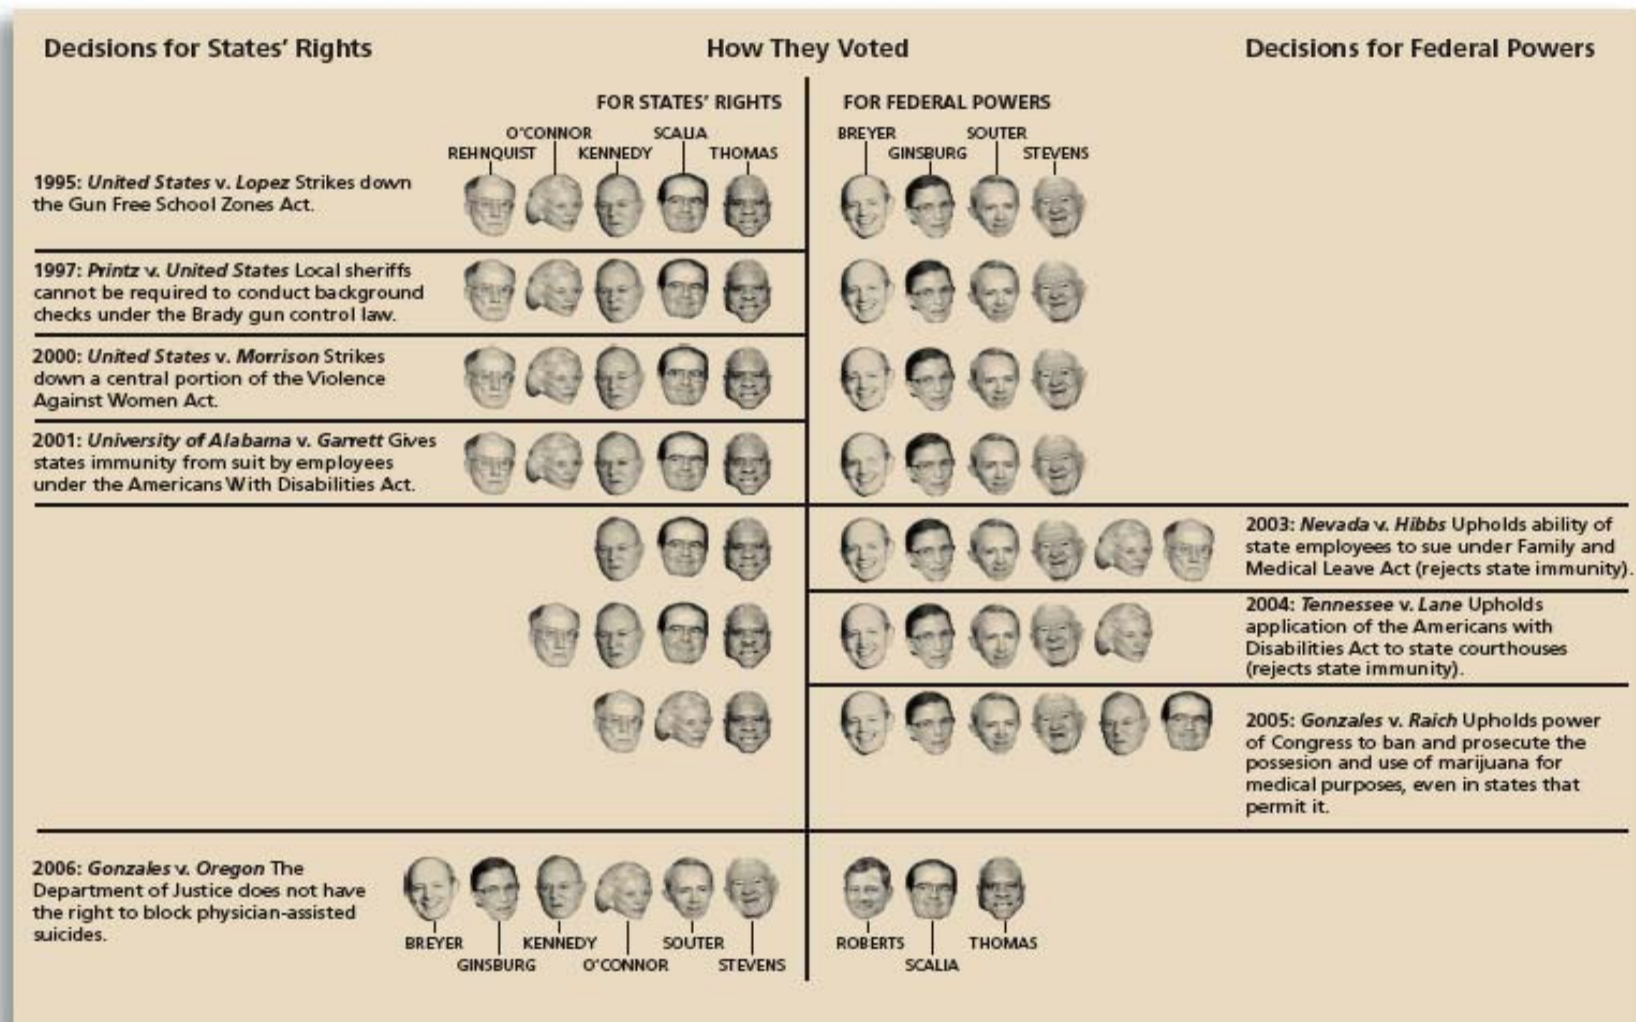 Decisions for States' Rights
How They Voted
Decisions for Federal Powers
FOR STATES' RIGHTS
FOR FEDERAL POWERS
O'CONNOR
SCALIA
REHNQUIST
KENNEDY
THOMAS
BREYER
SOUTER
GINSBURG
STEVENS
1995: United States v. Lopez Strikes down
the Gun Free School Zones Act.
1997: Printz v. United States Local sheriffs
cannot be required to conduct background
checks under the Brady gun control law.
2000: United States v. Morrison Strikes
down a central portion of the Violence
Against Women Act.
2001: University of Alabama v. Garrett Gives
states immunity from suit by employees
under the Americans With Disabilities Act.
2003: Nevada v. Hibbs Upholds ability of
state employees to sue under Family and
Medical Leave Act (rejects state immunity).
2004: Tennessee v. Lane Upholds
application of the Americans with
Disabilities Act to state courthouses
(rejects state immunity).
2005: Gonzales v. Raich Upholds power
of Congress to ban and prosecute the
possesion and use of marijuana for
medical purposes, even in states that
permit it.
2006: Gonzales v. Oregon The
Department of Justice does not have
the right to block physician-assisted
suicides.
BREYER
KENNEDY
SOUTER
GINSBURG
O'CONNOR
STEVENS
ROBERTS
THOMAS
SCALIA